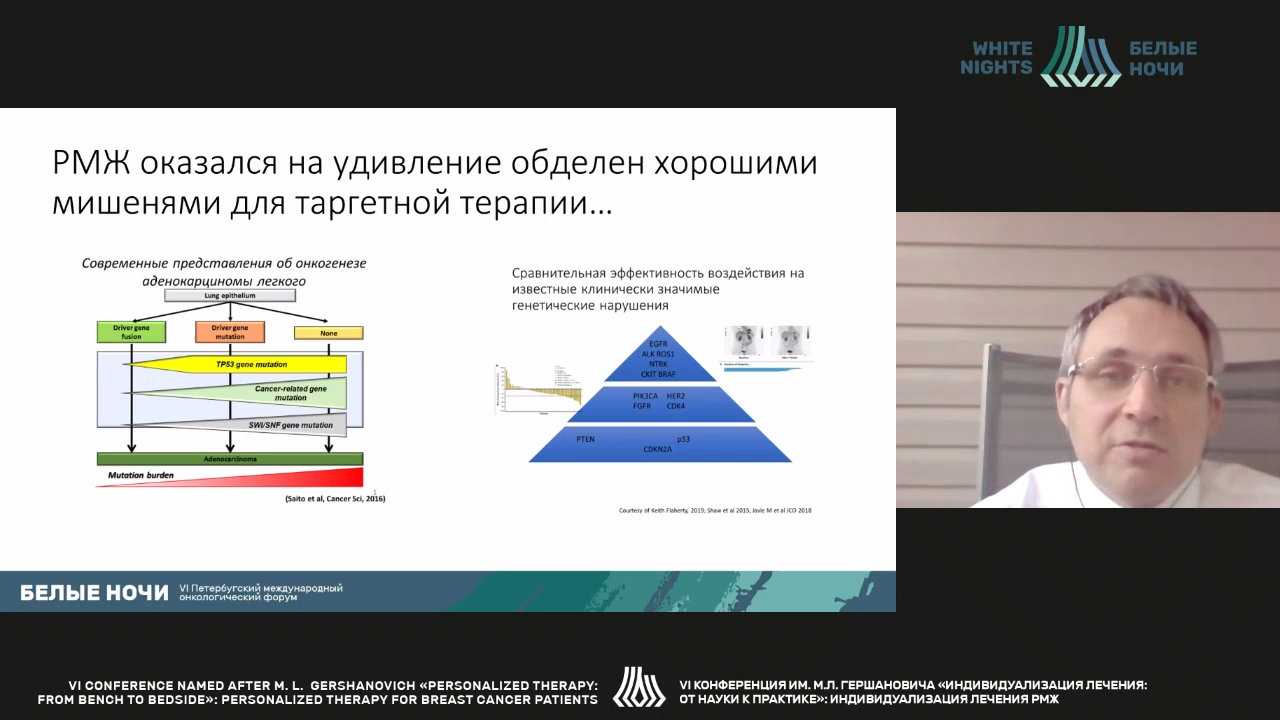 WHITE
NIGHTS
БЕЛЫЕ
НОЧИ
РМЖ оказался на удивление обделен хорошими
мишенями для таргетной терапии...
Современные представления об онкогенезе
аденокарциномы легкого
Lung epithelium
Driver gene
fusion
Driver gene
mutation
None
TP53 gene mutation
Cancer-related gene
mutation
SWI/SNF gene mutation
Adenocarcinoma
Mutation burden
(Saito et al, Cancer Sci, 2016)
Сравнительная эффективность воздействия на
известные клинически значимые
генетические нарушения
EGFR
ALK ROS1
NTRK
CKIT BRAF
PIK3CA HER2
FGFR CDK4
PTEN p53
CDKN2A
Courtesy of Keith Flaherty, 2019; Shaw et al 2015, Javle M et al JCO 2018
БЕЛЫЕ НОЧИ
VI Петербугский международный
онкологический форум
VI CONFERENCE NAMED AFTER M. L. GERSHANOVICH «PERSONALIZED THERAPY:
FROM BENCH TO BEDSIDE»: PERSONALIZED THERAPY FOR BREAST CANCER PATIENTS
VI КОНФЕРЕНЦИЯ ИМ. М.Л. ГЕРШАНОВИЧА «ИНДИВИДУАЛИЗАЦИЯ ЛЕЧЕНИЯ:
ОТ НАУКИ К ПРАКТИКЕ»: ИНДИВИДУАЛИЗАЦИЯ ЛЕЧЕНИЯ РМЖ